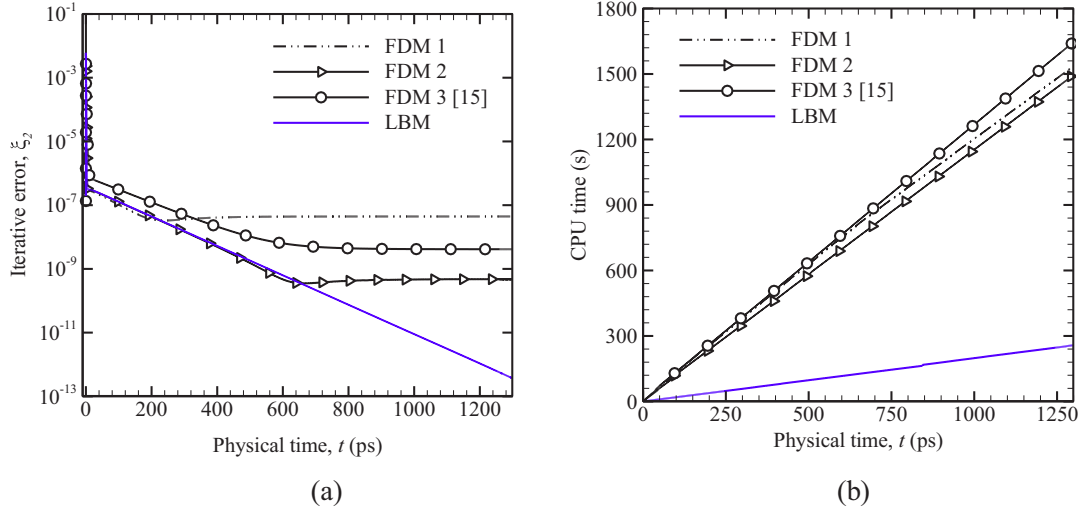 10⁻¹
10⁻³
10⁻⁵
10⁻⁷
10⁻⁹
10⁻¹¹
10⁻¹³
Iterative error, ξ₂
FDM 1
FDM 2
FDM 3 [15]
LBM
0 200 400 600 800 1000 1200
Physical time, t (ps)
(a)
1800
1500
1200
900
600
300
0
CPU time (s)
FDM 1
FDM 2
FDM 3 [15]
LBM
0 250 500 750 1000 1250
Physical time, t (ps)
(b)